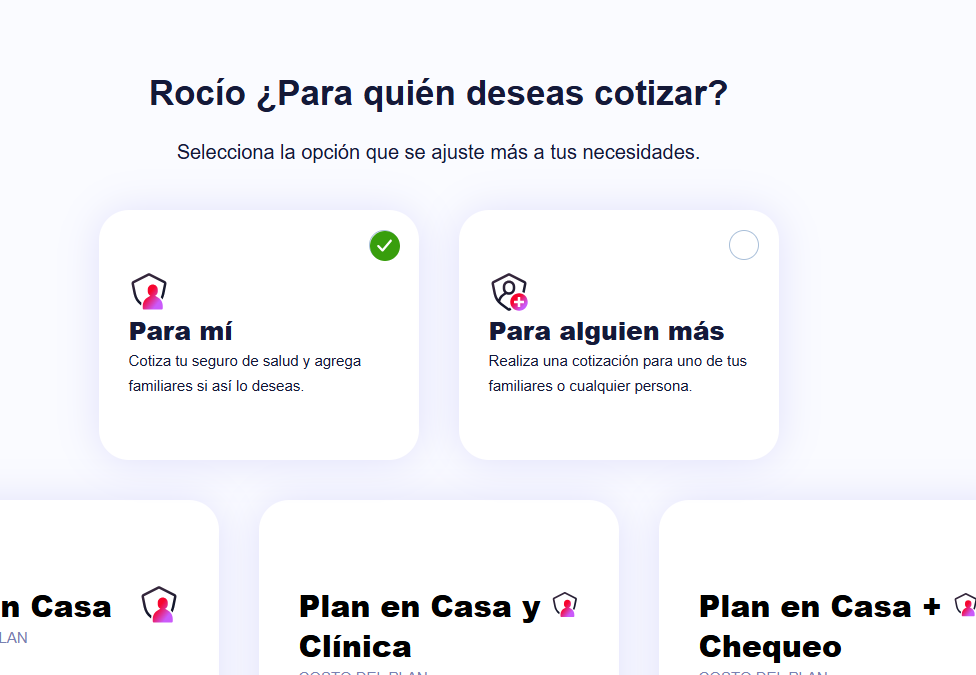 Rocío ¿Para quién deseas cotizar?
Selecciona la opción que se ajuste más a tus necesidades.
Para mí
Cotiza tu seguro de salud y agrega
familiares si así lo deseas.
Para alguien más
Realiza una cotización para uno de tus
familiares o cualquier persona.
n Casa
LAN
Plan en Casa y
Clínica
COSTO DEL PLAN
Plan en Casa +
Chequeo
COSTO DEL PLAN